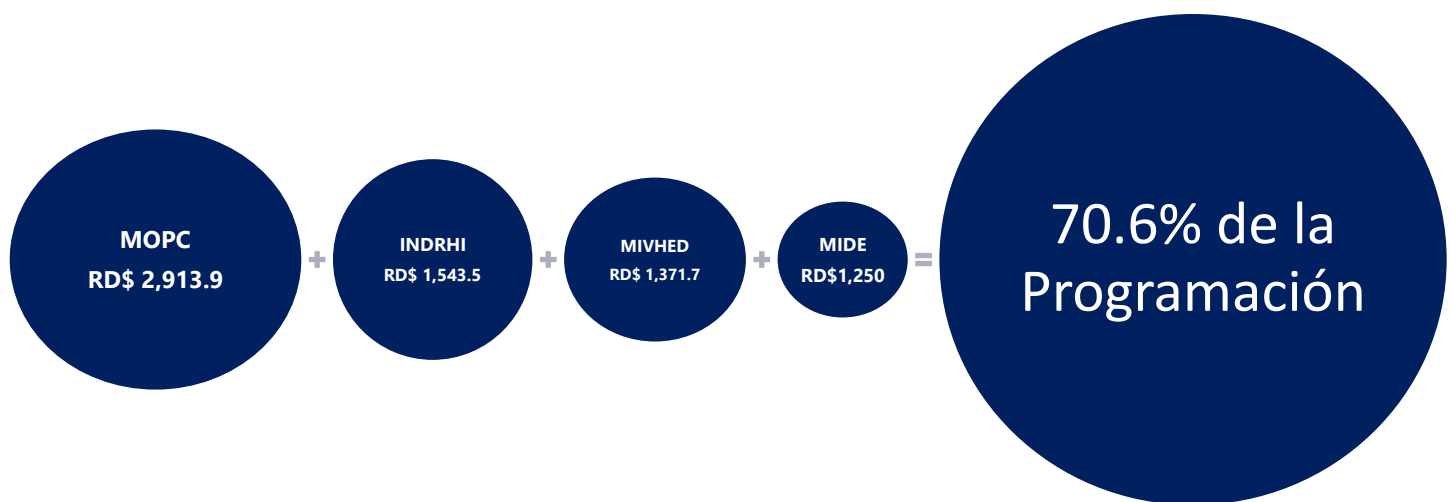 MOPC
RD$ 2,913.9
+
INDRHI
RD$ 1,543.5
+
MIVHED
RD$ 1,371.7
+
MIDE
RD$1,250
=
70.6% de la
Programación